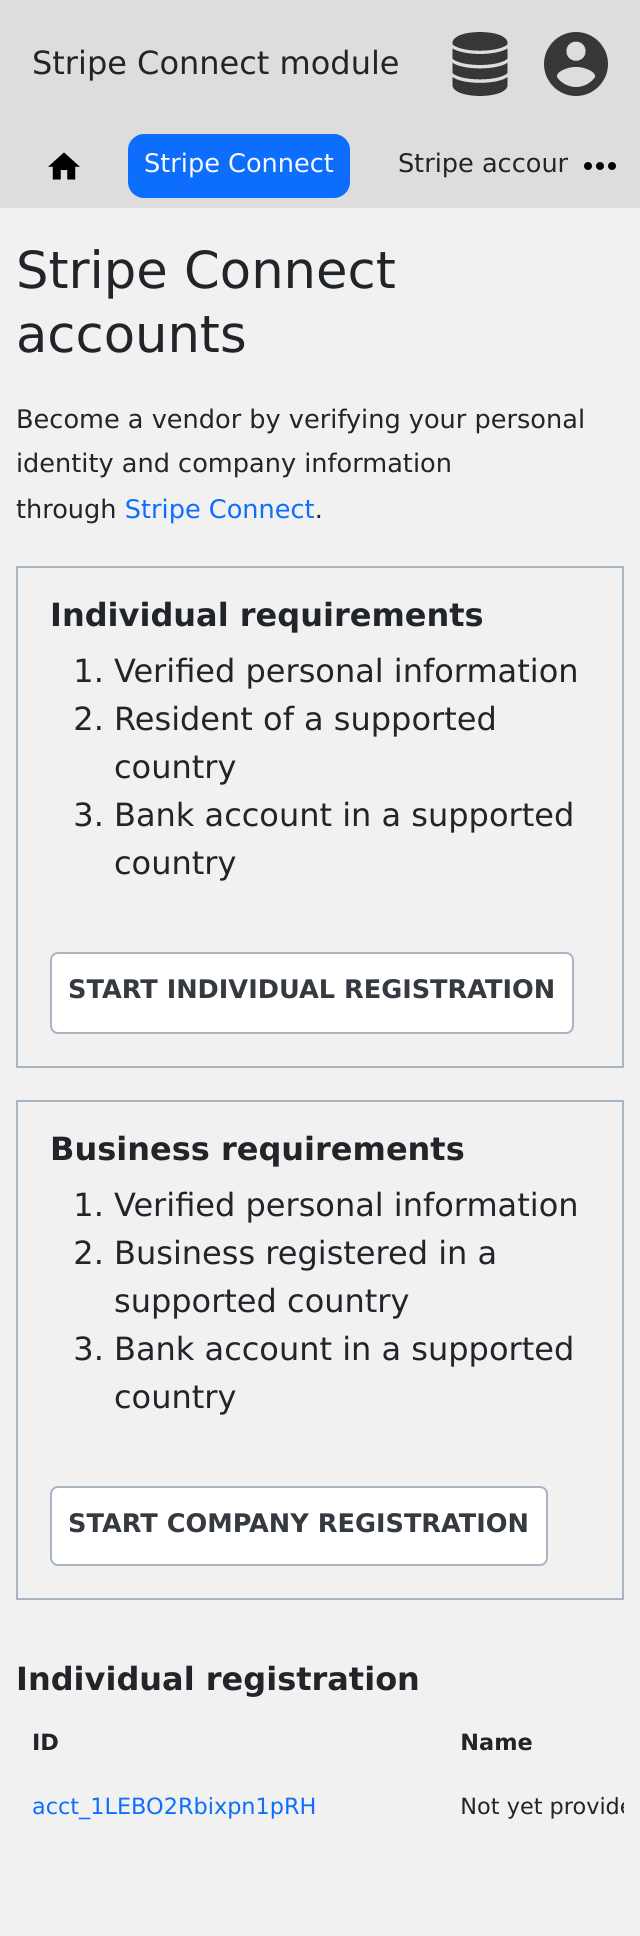 Stripe Connect module
Stripe Connect
Stripe accour
Stripe Connect
accounts
Become a vendor by verifying your personal
identity and company information
through Stripe Connect.
Individual requirements
1. Verified personal information
2. Resident of a supported
country
3. Bank account in a supported
country
START INDIVIDUAL REGISTRATION
Business requirements
1. Verified personal information
2. Business registered in a
supported country
3. Bank account in a supported
country
START COMPANY REGISTRATION
Individual registration
ID Name
acct_1LEBO2Rbixpn1pRH Not yet provide